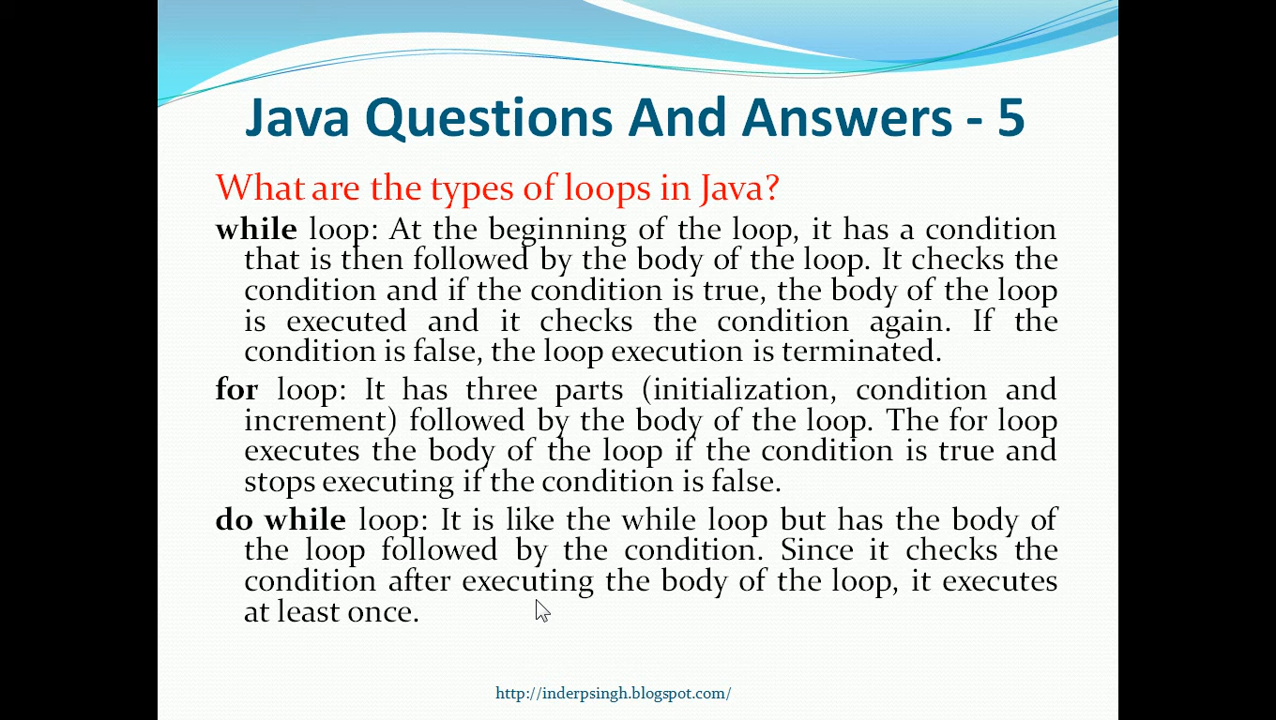 Java Questions And Answers - 5
What are the types of loops in Java?
while loop: At the beginning of the loop, it has a condition
that is then followed by the body of the loop. It checks the
condition and if the condition is true, the body of the loop
is executed and it checks the condition again. If the
condition is false, the loop execution is terminated.
for loop: It has three parts (initialization, condition and
increment) followed by the body of the loop. The for loop
executes the body of the loop if the condition is true and
stops executing if the condition is false.
do while loop: It is like the while loop but has the body of
the loop followed by the condition. Since it checks the
condition after executing the body of the loop, it executes
at least once.
http://inderpsingh.blogspot.com/